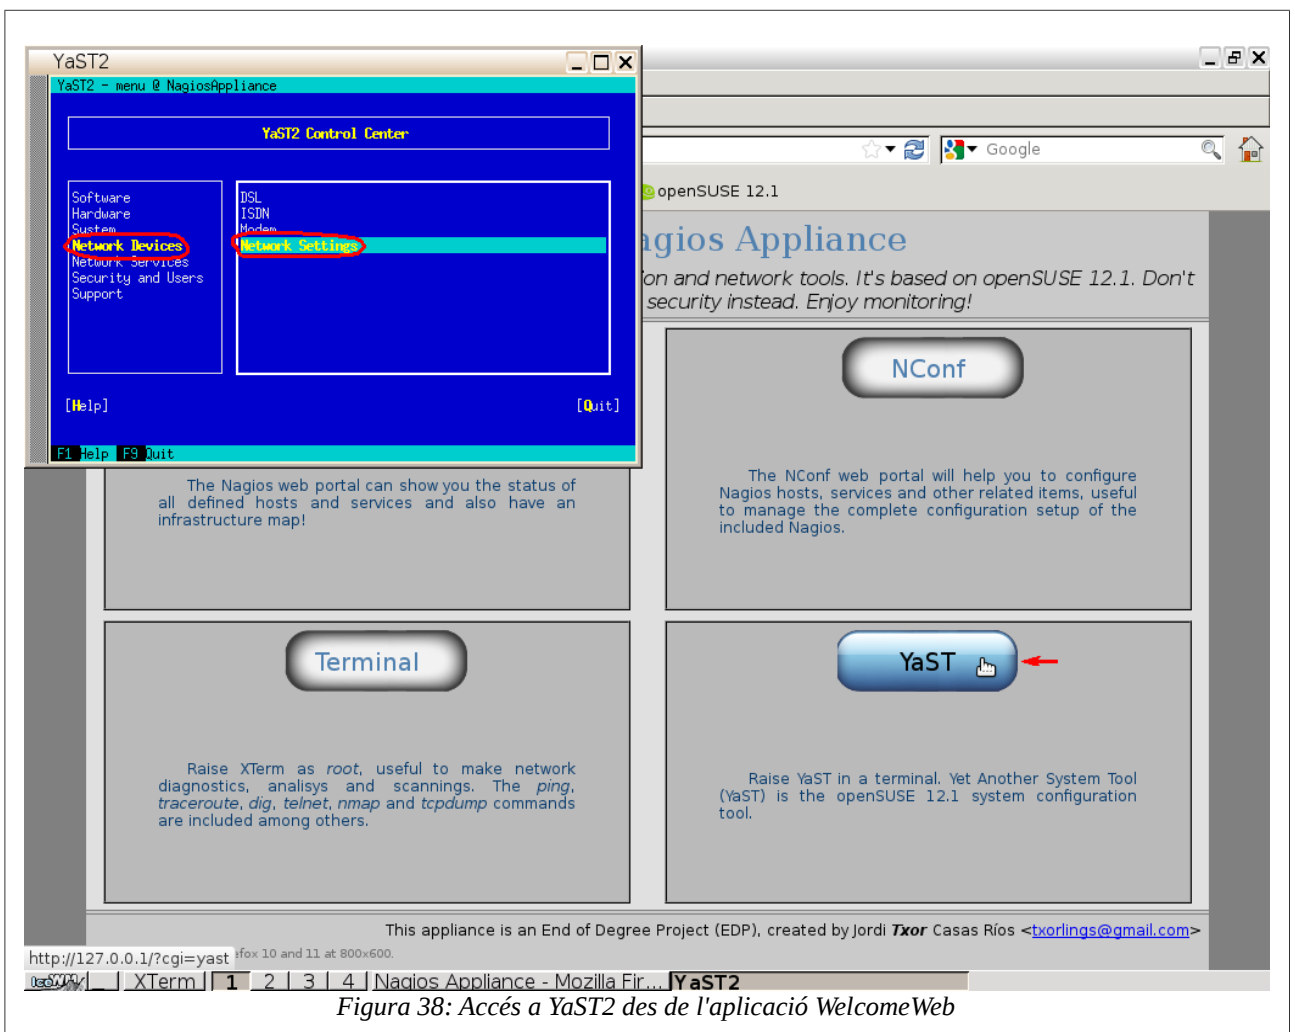 YaST2
YaST2 - menu @ NagiosAppliance
YaST2 Control Center
Software
Hardware
System
Network Devices
Network Services
Security and Users
Support
DSL
ISDN
Modem
Network Settings
[Help]
[Quit]
F1 Help F9 Quit
Google
openSUSE 12.1
agios Appliance
on and network tools. It's based on openSUSE 12.1. Don't
security instead. Enjoy monitoring!
The Nagios web portal can show you the status of
all defined hosts and services and also have an
infrastructure map!
NConf
The NConf web portal will help you to configure
Nagios hosts, services and other related items, useful
to manage the complete configuration setup of the
included Nagios.
Terminal
Raise XTerm as root, useful to make network
diagnostics, analisys and scannings. The ping,
traceroute, dig, telnet, nmap and tcpdump commands
are included among others.
YaST
Raise YaST in a terminal. Yet Another System Tool
(YaST) is the openSUSE 12.1 system configuration
tool.
This appliance is an End of Degree Project (EDP), created by Jordi Txor Casas Ríos <txorlings@gmail.com>
http://127.0.0.1/?cgi=yast
efox 10 and 11 at 800x600.
XTerm 1 2 3 4 Nagios Appliance - Mozilla Fir... YaST2
Figura 38: Accés a YaST2 des de l'aplicació WelcomeWeb